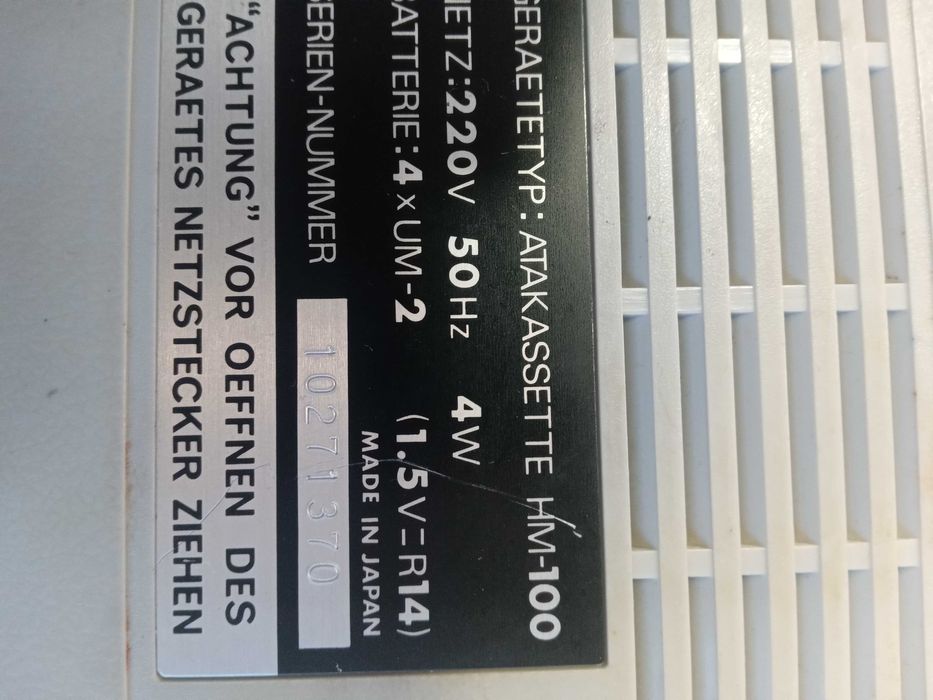 GERAETETYP: ATAKASSETTE HM-100
NETZ: 220V 50Hz 4W
BATTERIE: 4 x UM-2 (1.5V=R14)
MADE IN JAPAN
SERIEN-NUMMER 10271370
“ACHTUNG” VOR OEFFNEN DES
GERAETES NETZSTECKER ZIEHEN